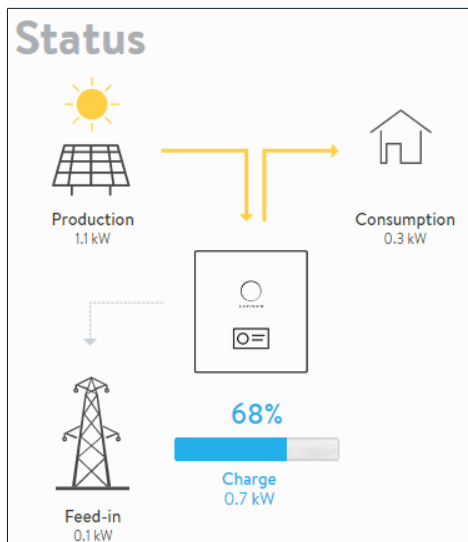 Status
Production
1.1 kW
Consumption
0.3 kW
68%
Charge
0.7 kW
Feed-in
0.1 kW